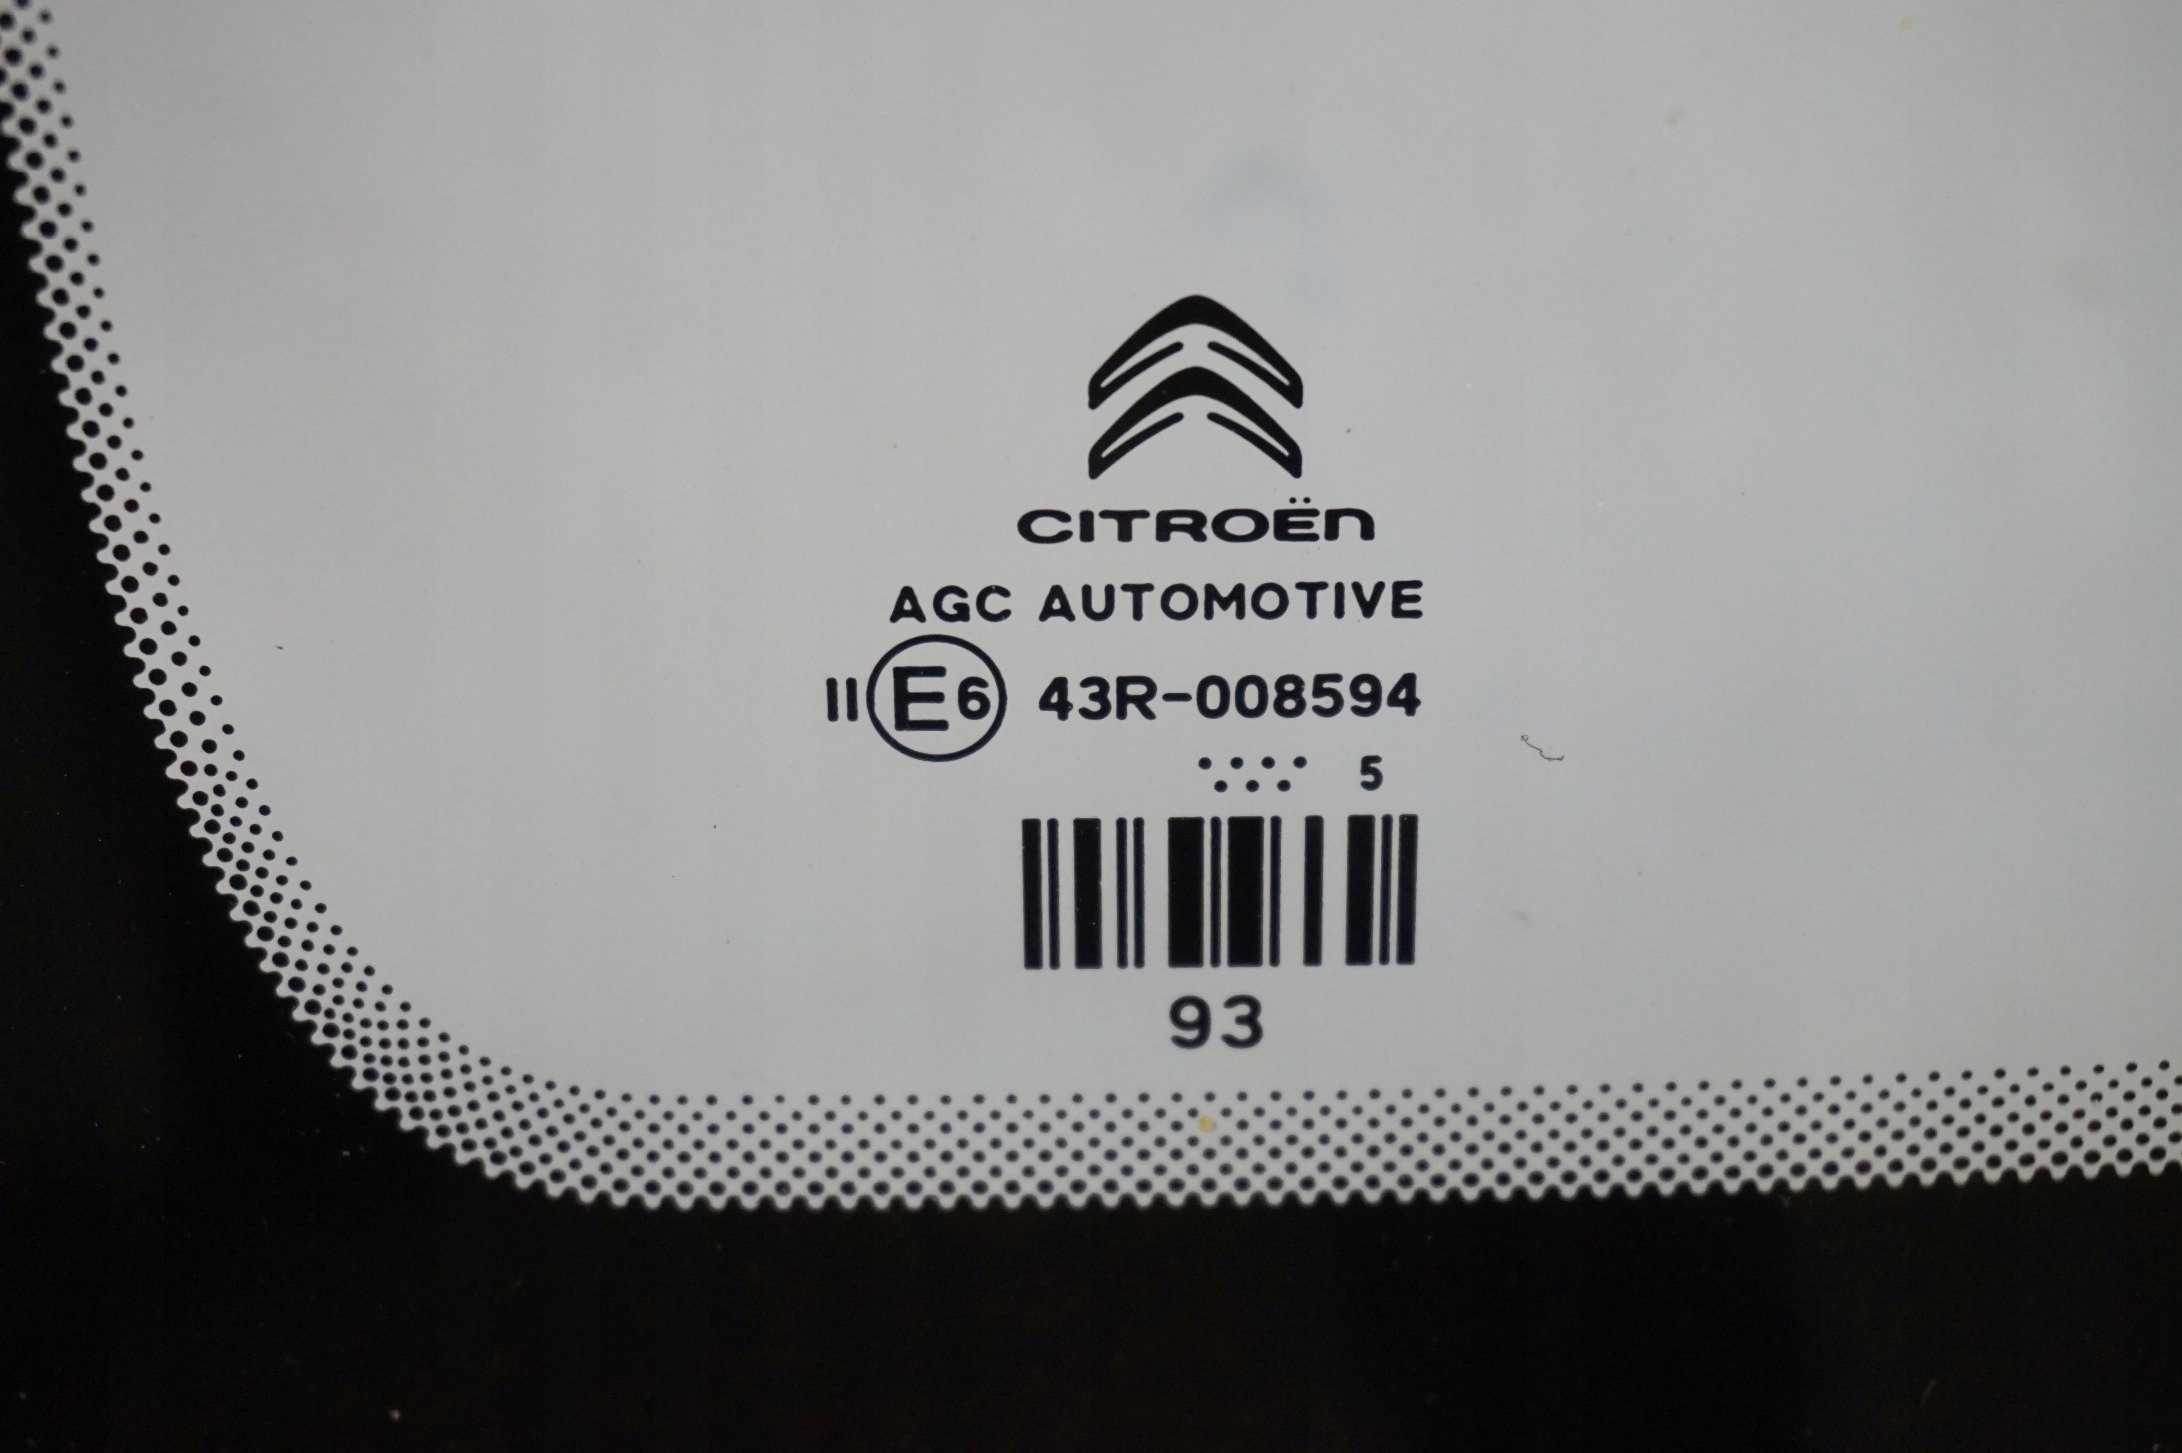 CITROËN
AGC AUTOMOTIVE
II E6 43R-008594
5
93